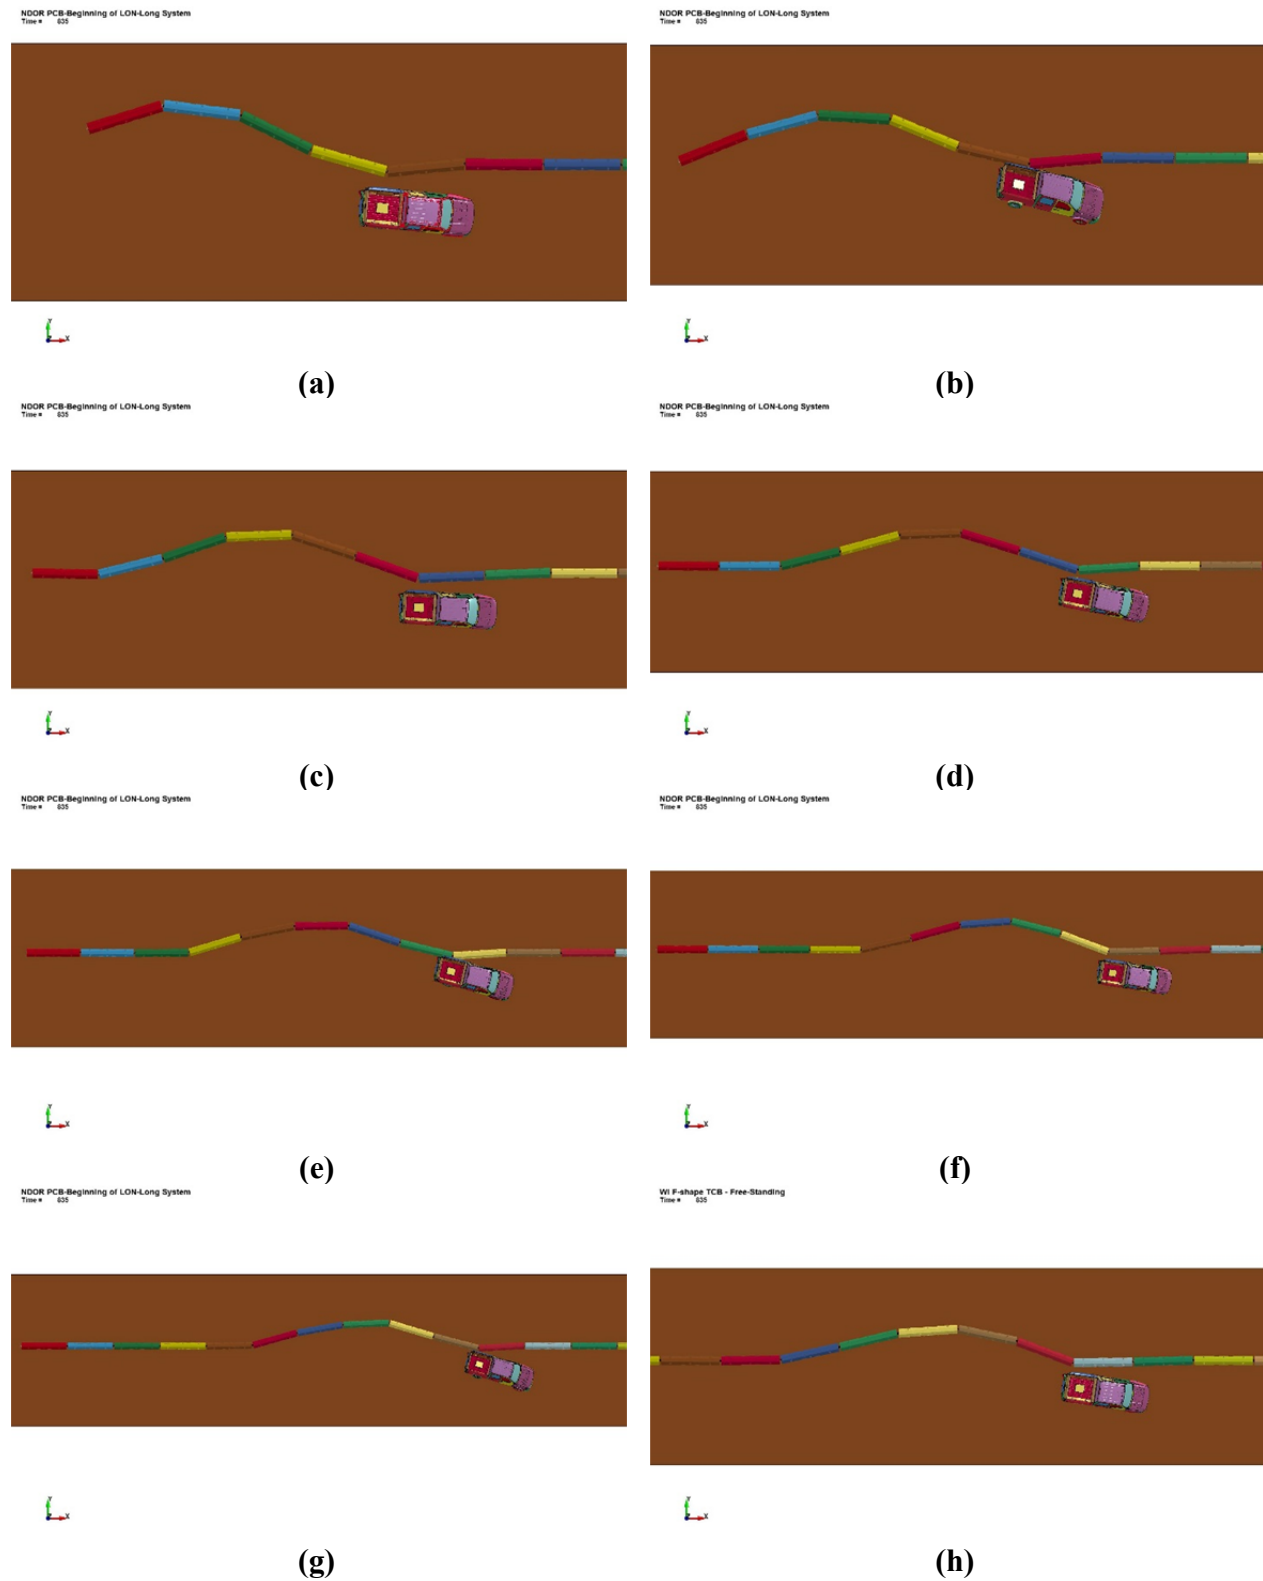 NDOR PCB-Beginning of LON-Long System
Time = 635
NDOR PCB-Beginning of LON-Long System
Time = 635
(a)
(b)
NDOR PCB-Beginning of LON-Long System
Time = 635
NDOR PCB-Beginning of LON-Long System
Time = 635
(c)
(d)
NDOR PCB-Beginning of LON-Long System
Time = 635
NDOR PCB-Beginning of LON-Long System
Time = 635
(e)
(f)
NDOR PCB-Beginning of LON-Long System
Time = 635
WI F-shape TCB - Free-Standing
Time = 635
(g)
(h)